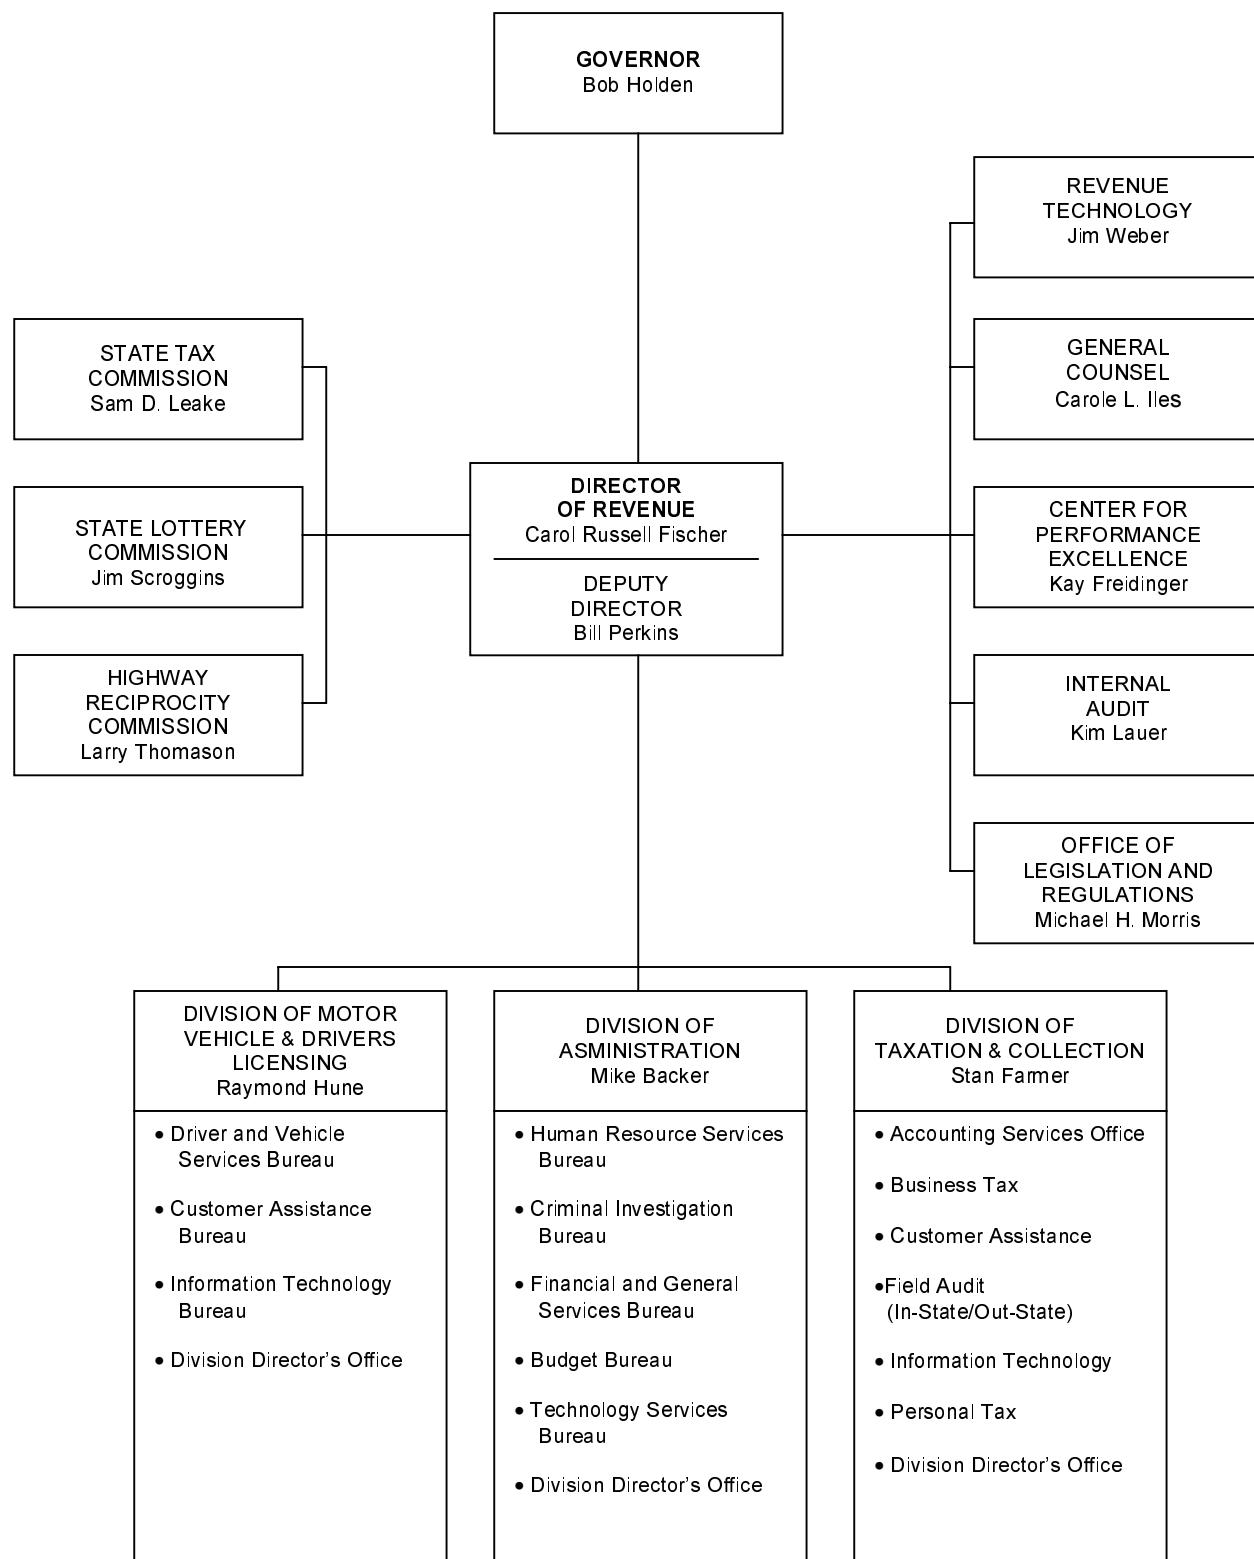 GOVERNOR
Bob Holden
REVENUE
TECHNOLOGY
Jim Weber
STATE TAX
COMMISSION
Sam D. Leake
GENERAL
COUNSEL
Carole L. Iles
STATE LOTTERY
COMMISSION
Jim Scroggins
DIRECTOR
OF REVENUE
Carol Russell Fischer
DEPUTY
DIRECTOR
Bill Perkins
CENTER FOR
PERFORMANCE
EXCELLENCE
Kay Freidinger
HIGHWAY
RECIPROCITY
COMMISSION
Larry Thomason
INTERNAL
AUDIT
Kim Lauer
OFFICE OF
LEGISLATION AND
REGULATIONS
Michael H. Morris
DIVISION OF MOTOR
VEHICLE & DRIVERS
LICENSING
Raymond Hune
• Driver and Vehicle
Services Bureau
• Customer Assistance
Bureau
• Information Technology
Bureau
• Division Director’s Office
DIVISION OF
ASMINISTRATION
Mike Backer
• Human Resource Services
Bureau
• Criminal Investigation
Bureau
• Financial and General
Services Bureau
• Budget Bureau
• Technology Services
Bureau
• Division Director’s Office
DIVISION OF
TAXATION & COLLECTION
Stan Farmer
• Accounting Services Office
• Business Tax
• Customer Assistance
•Field Audit
(In-State/Out-State)
• Information Technology
• Personal Tax
• Division Director’s Office